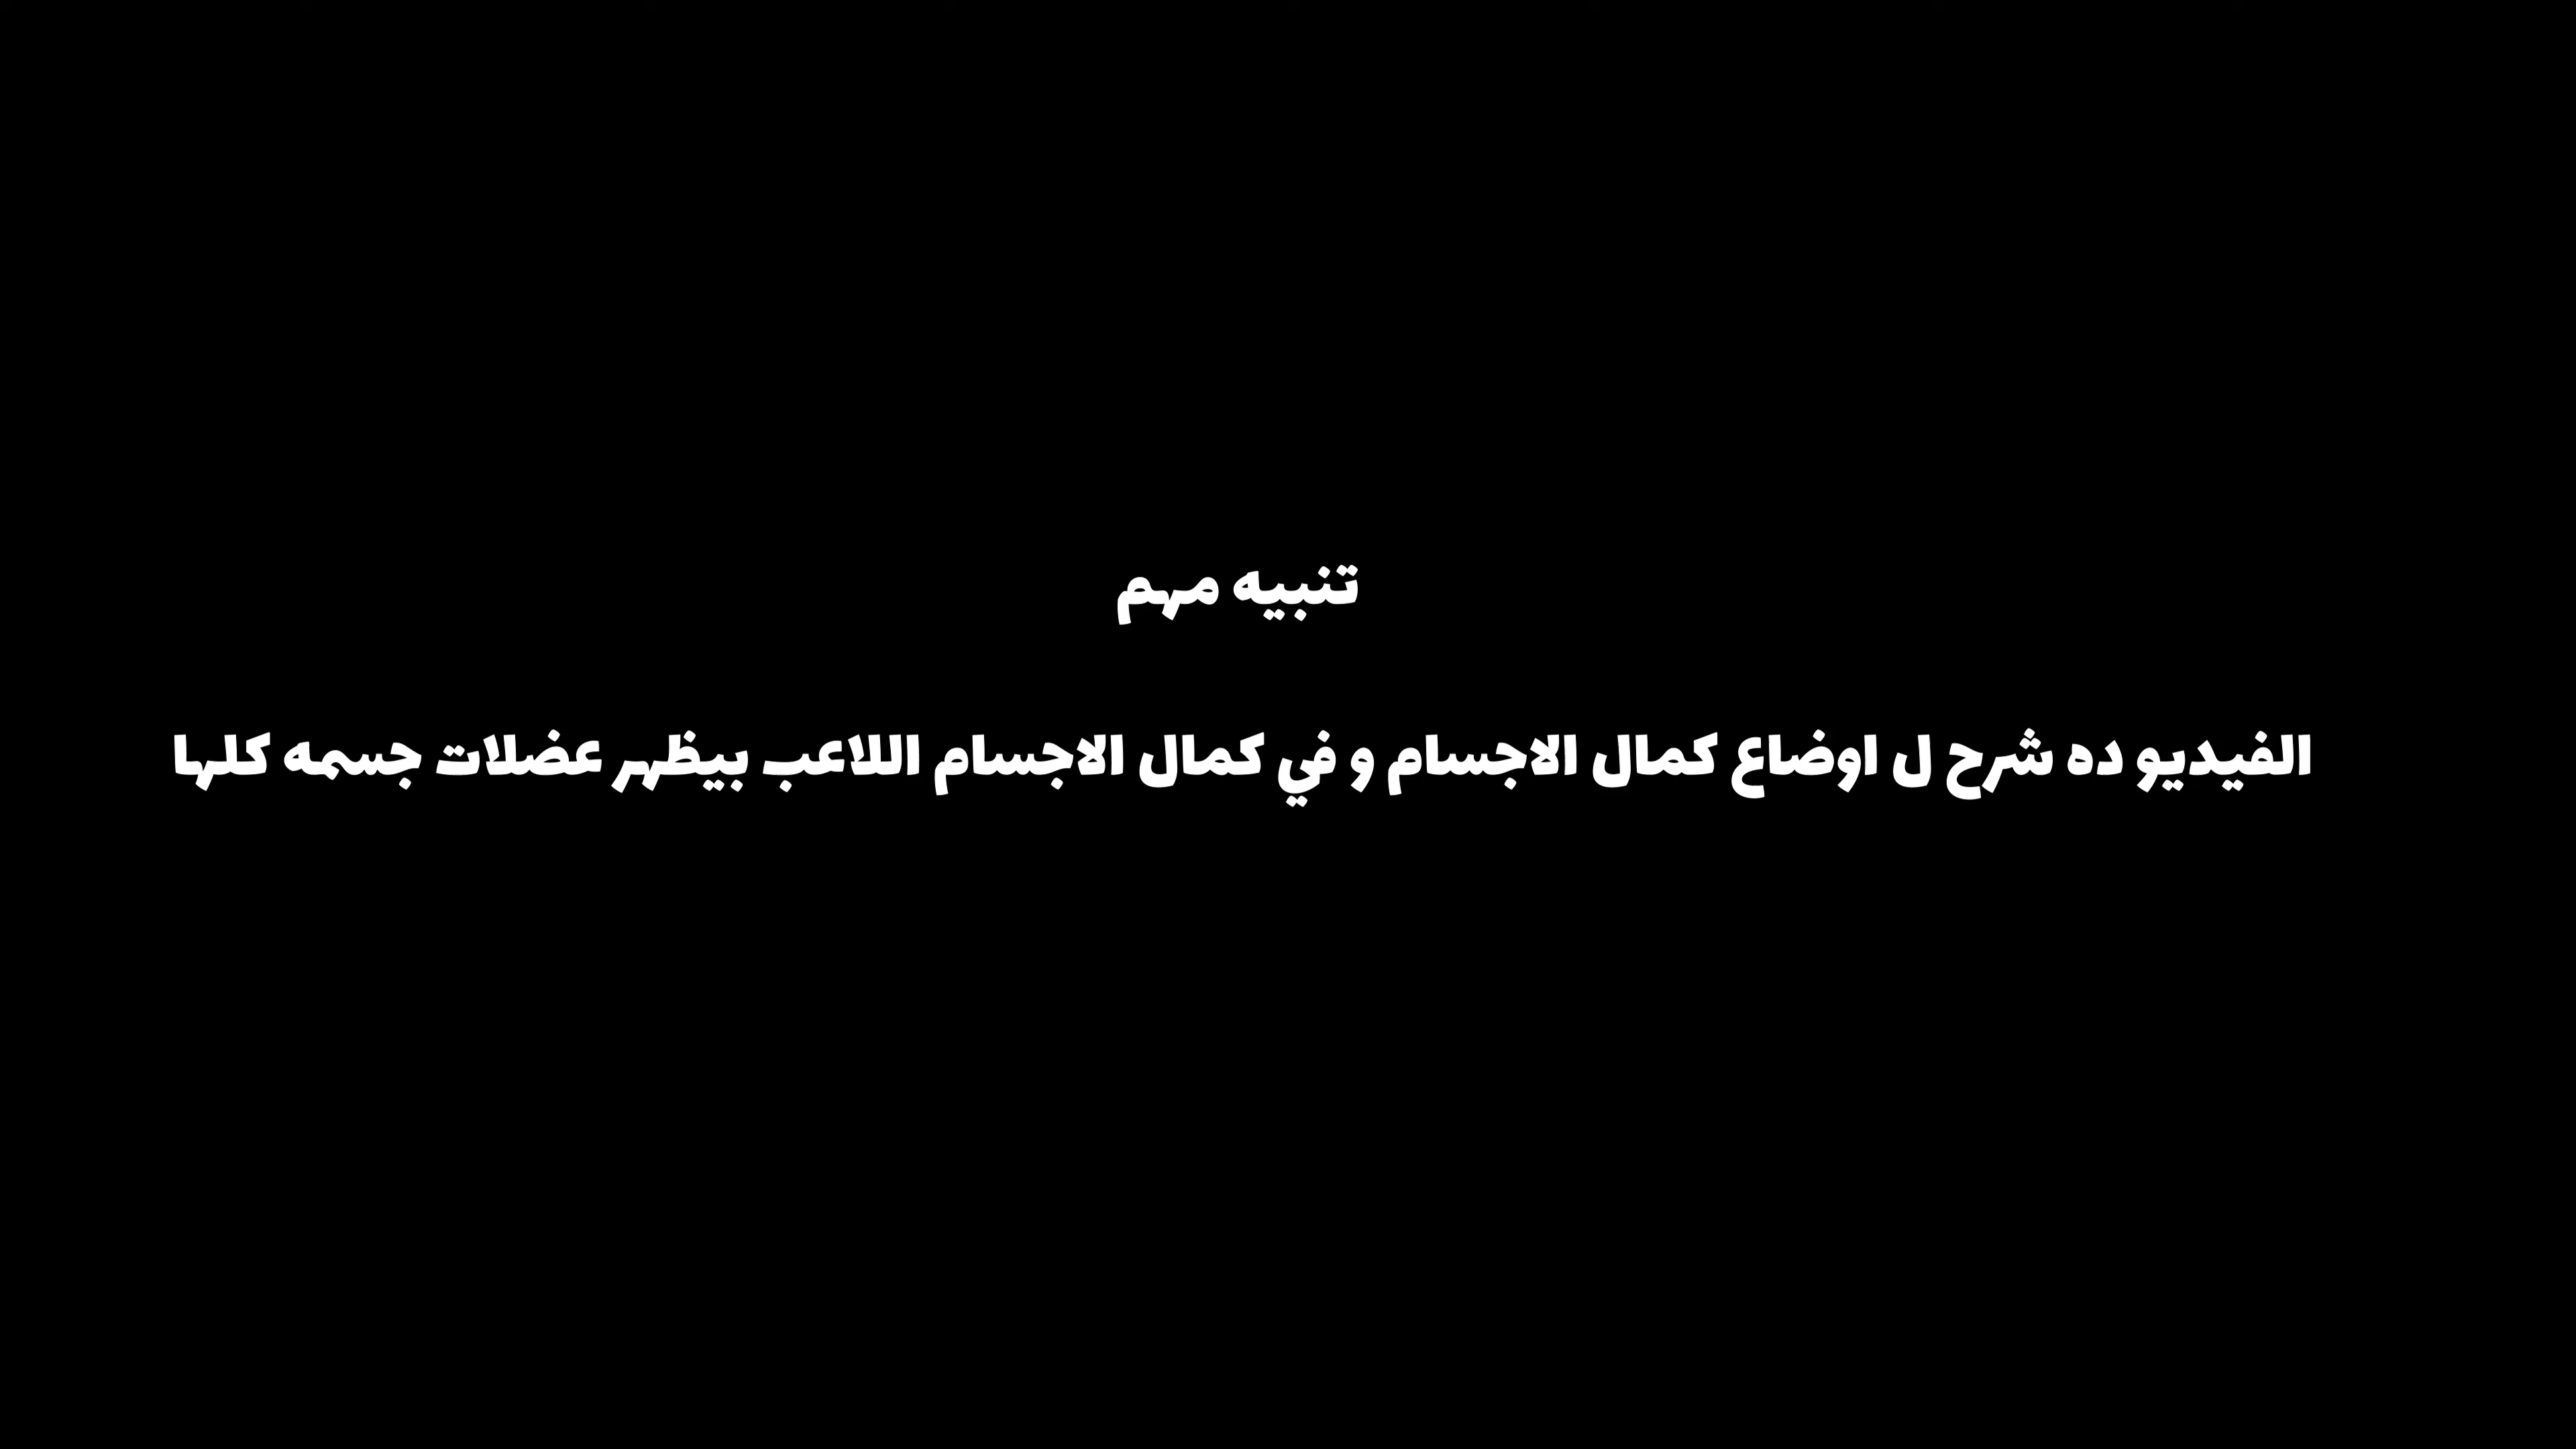 تنبيه مهم
الفيديو ده شرح ل اوضاع كمال الاجسام و في كمال الاجسام اللاعب بيظهر عضلات جسمه كلها